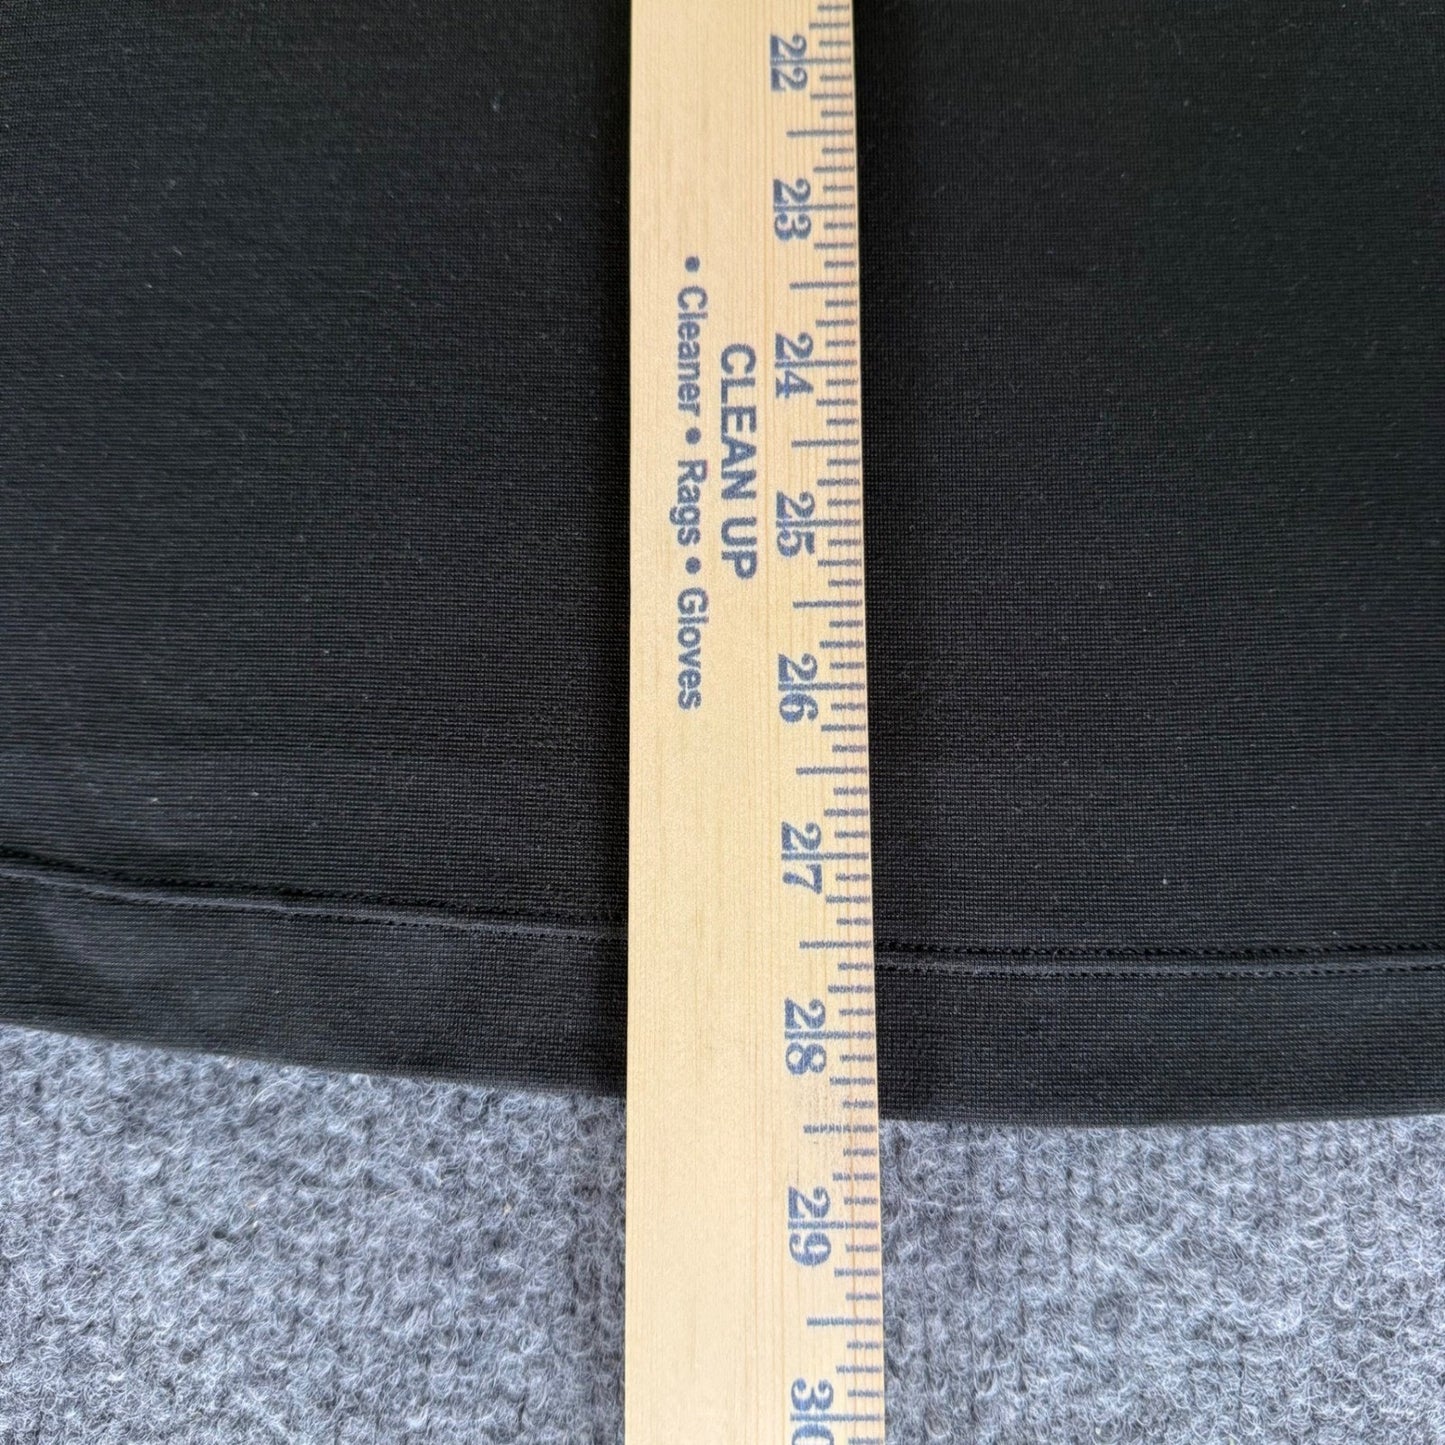 22 23 24 25 26 27 28 29 30
CLEAN UP
• Cleaner • Rags • Gloves